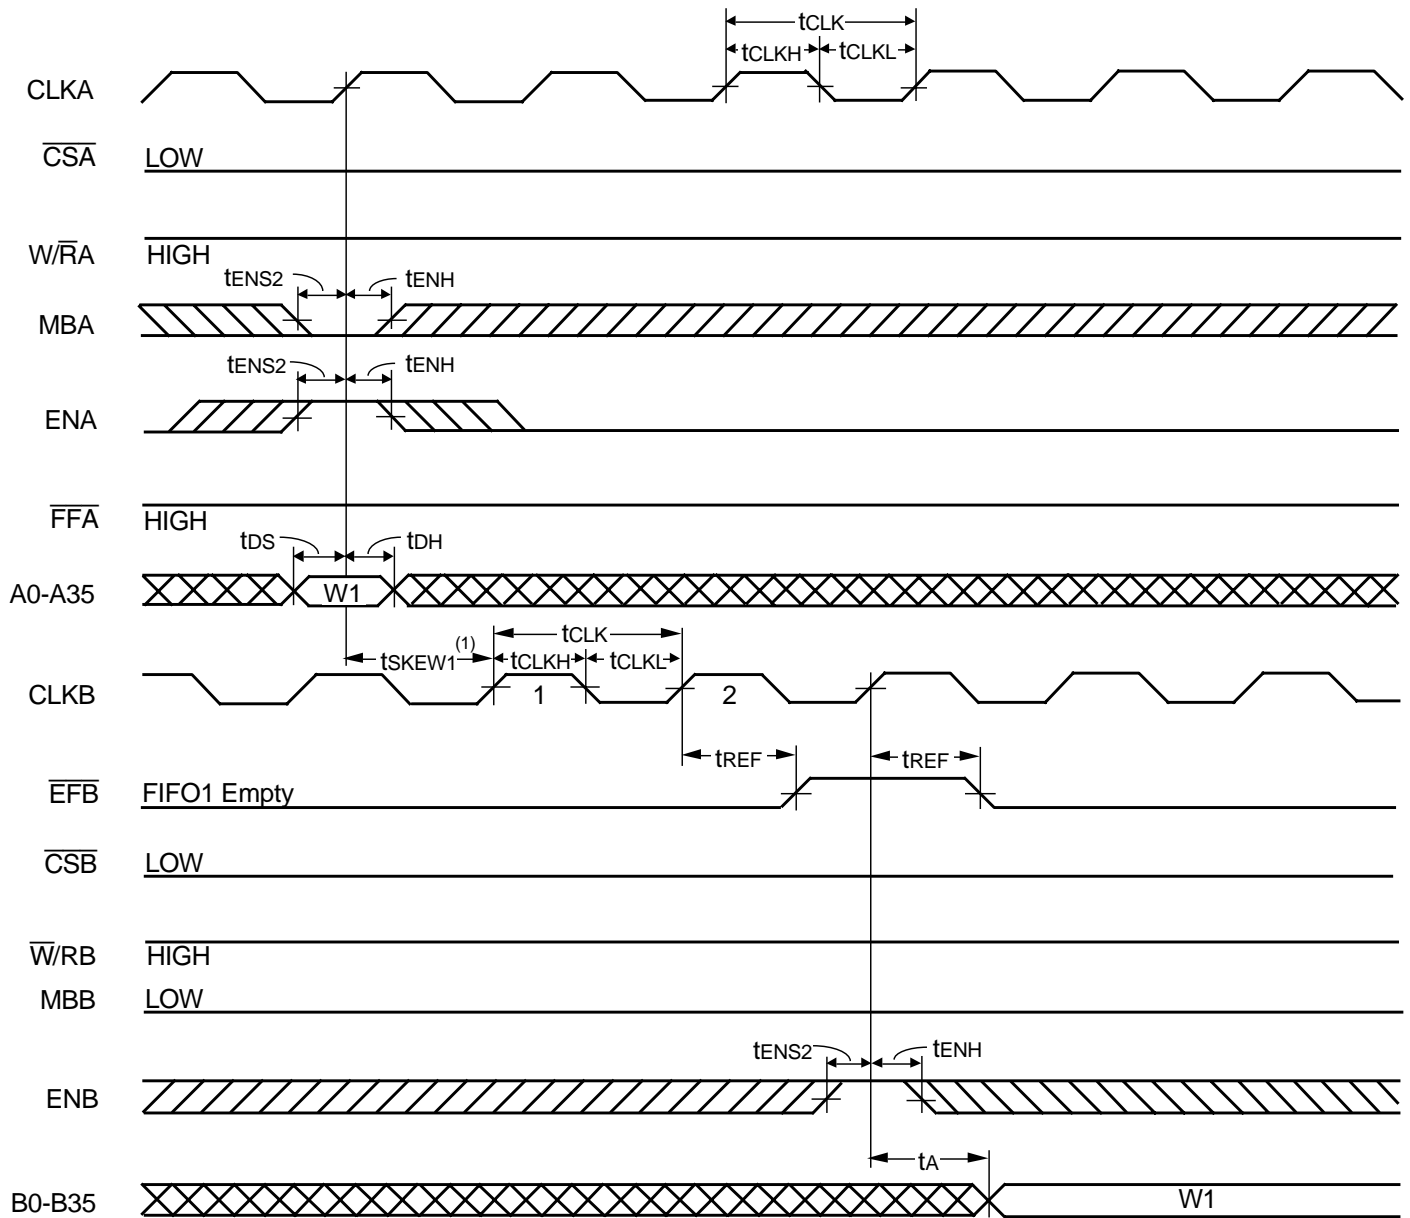 tCLK
tCLKH tCLKL
CLKA
CSA LOW
W/RA HIGH
tENS2 tENH
MBA
tENS2 tENH
ENA
FFA HIGH
tDS tDH
A0-A35 W1
tCLK
tSKEW1(1) tCLKH tCLKL
CLKB 1 2
tREF tREF
EFB FIFO1 Empty
CSB LOW
W/RB HIGH
MBB LOW
tENS2 tENH
ENB
tA
B0-B35 W1